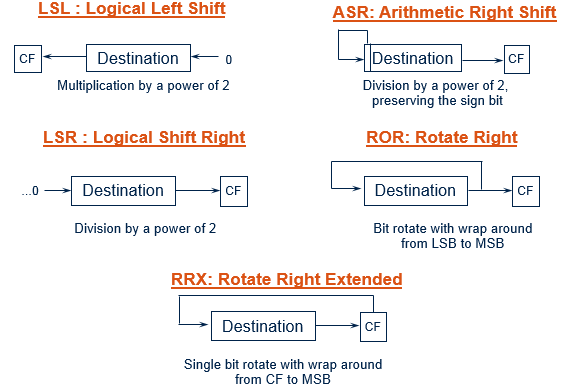 LSL : Logical Left Shift
CF
Destination
0
Multiplication by a power of 2
ASR: Arithmetic Right Shift
Destination
CF
Division by a power of 2,
preserving the sign bit
LSR : Logical Shift Right
...0
Destination
CF
Division by a power of 2
ROR: Rotate Right
Destination
CF
Bit rotate with wrap around
from LSB to MSB
RRX: Rotate Right Extended
Destination
CF
Single bit rotate with wrap around
from CF to MSB